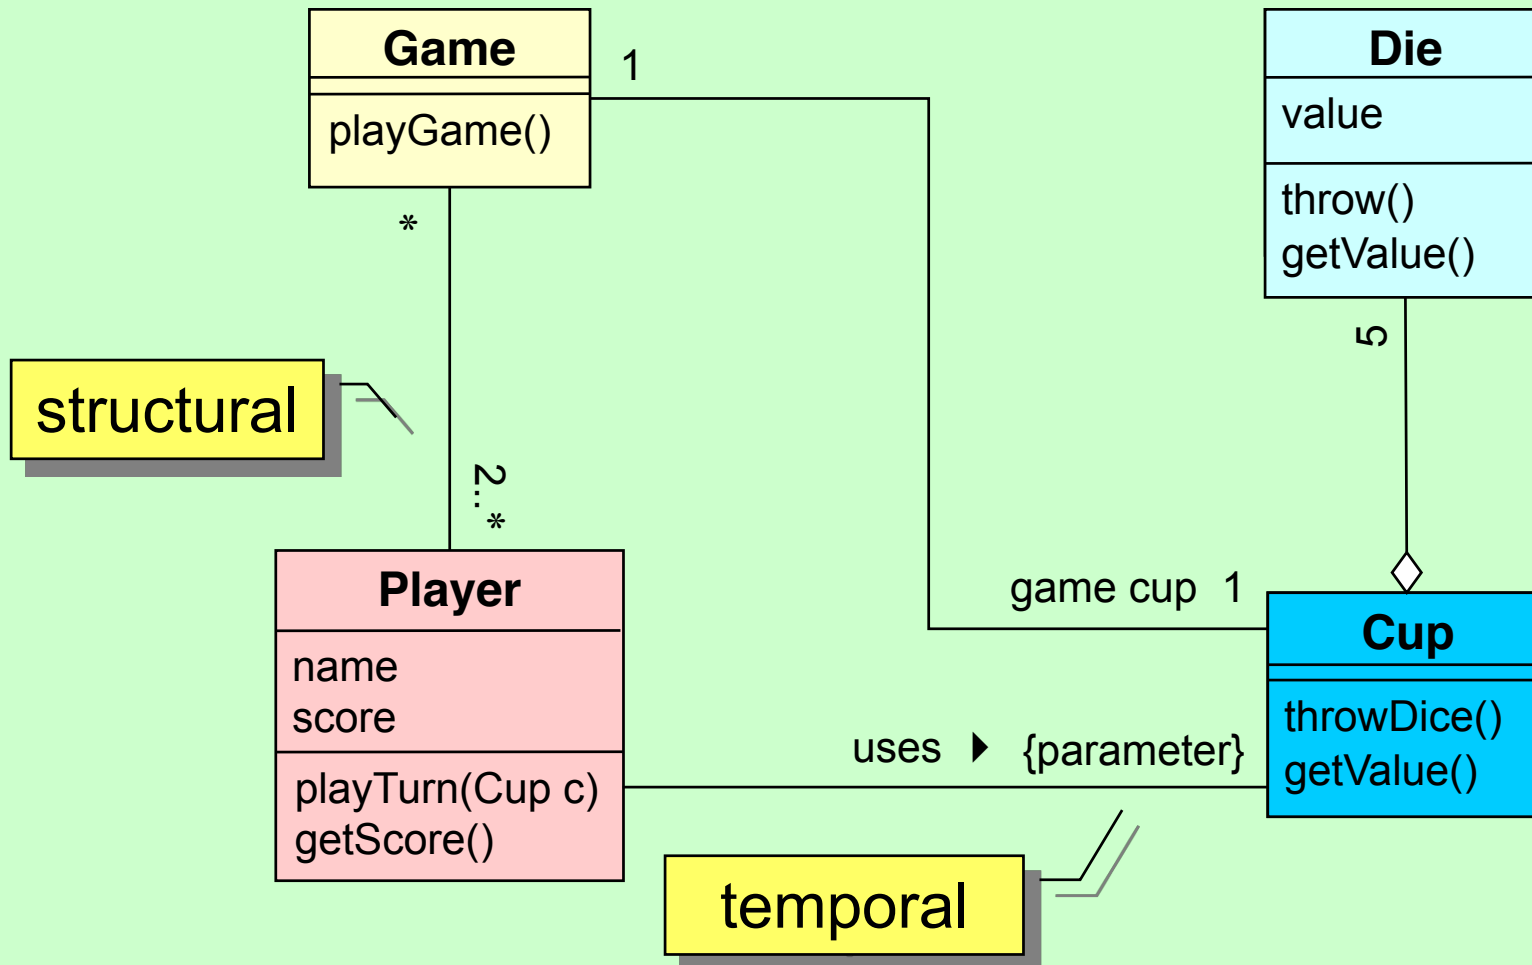 Game
playGame()
1
*
Die
value
throw()
getValue()
5
structural
2..*
Player
name
score
playTurn(Cup c)
getScore()
game cup 1
Cup
throwDice()
getValue()
uses ▶ {parameter}
temporal